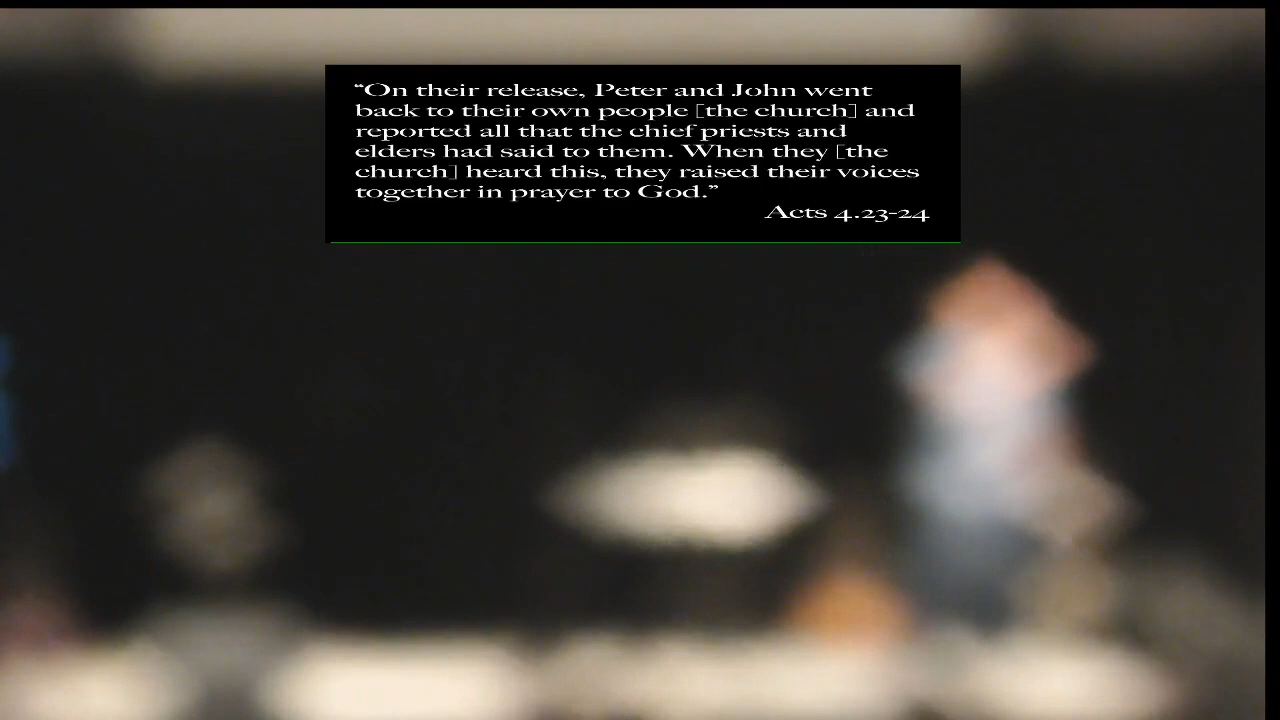 “On their release, Peter and John went
back to their own people [the church] and
reported all that the chief priests and
elders had said to them. When they [the
church] heard this, they raised their voices
together in prayer to God.”
Acts 4.23-24